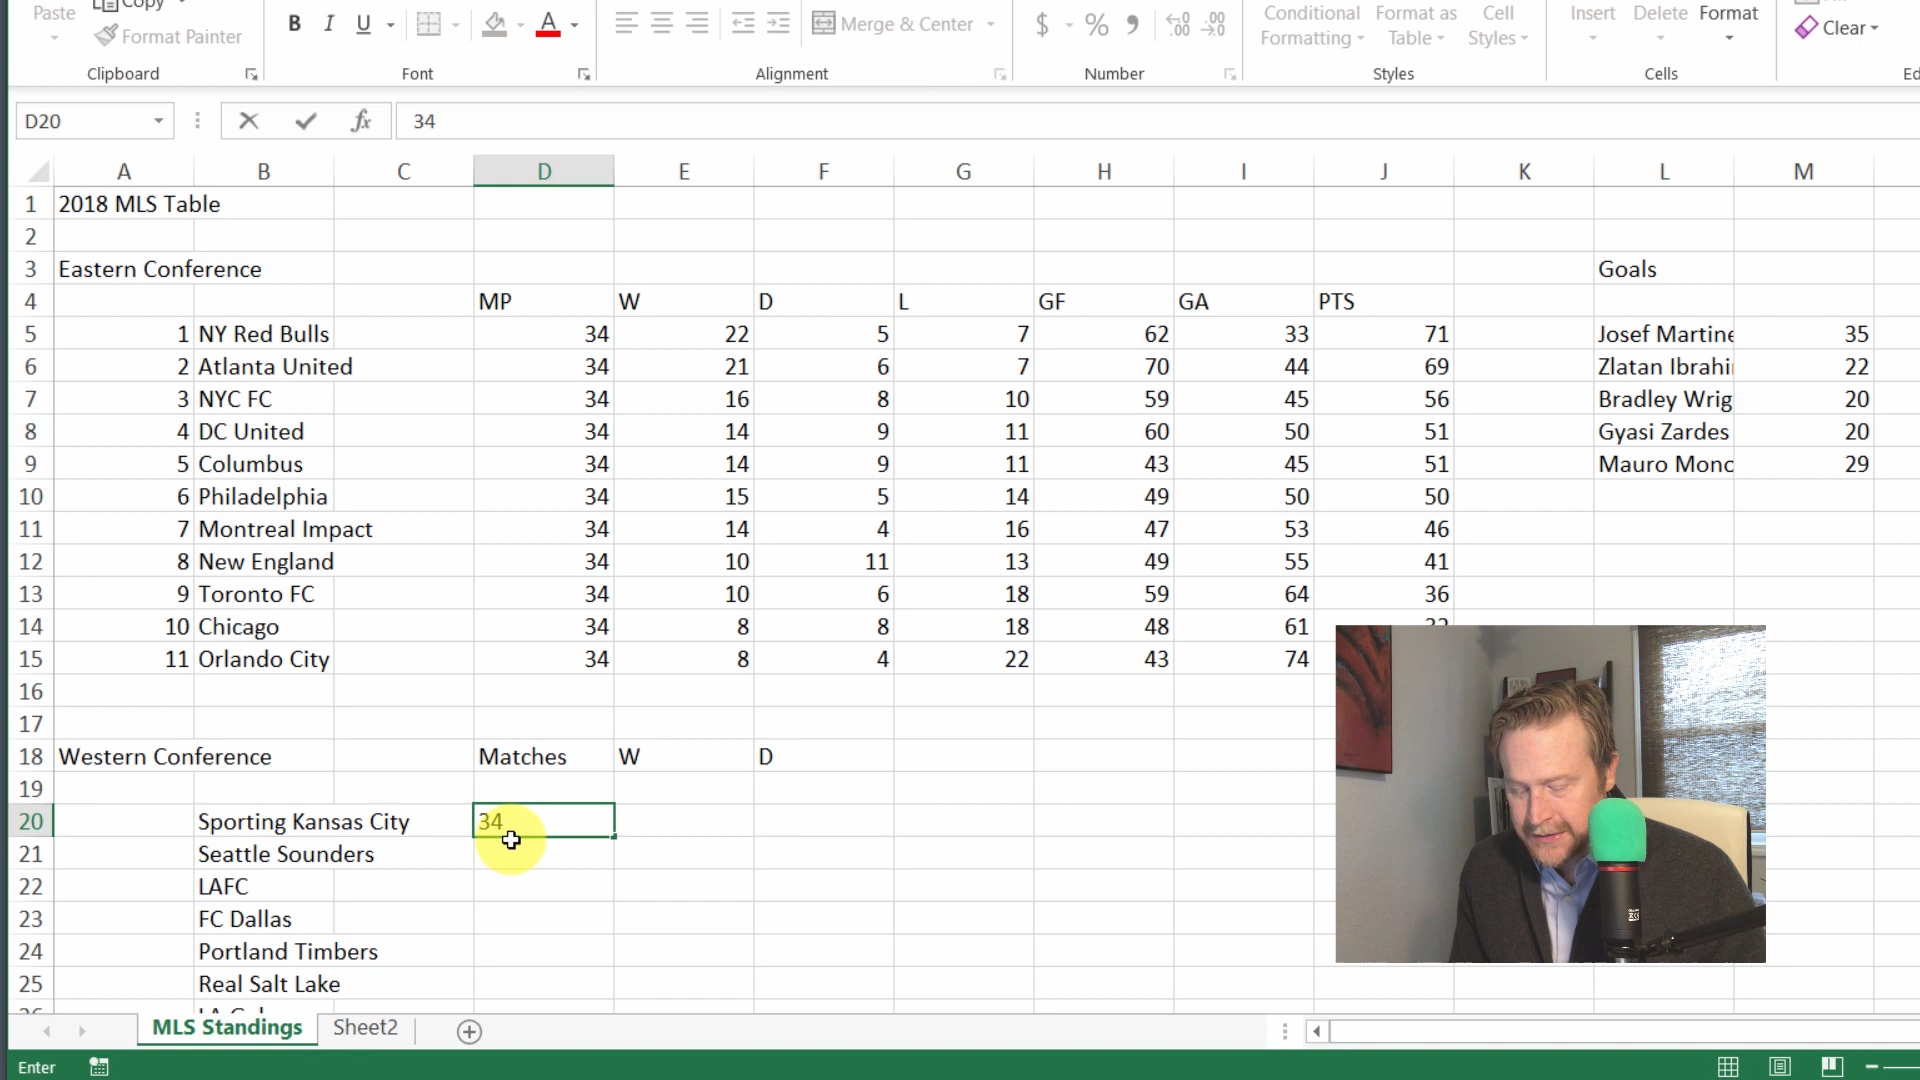 Paste Copy Format Painter
B I U A
Merge & Center
$ % , .00
Conditional Formatting Format as Table Cell Styles
Insert Delete Format
Clear
Clipboard Font Alignment Number Styles Cells
D20 fx 34
A B C D E F G H I J K L M
1 2018 MLS Table
2
3 Eastern Conference Goals
4 MP W D L GF GA PTS
5 1 NY Red Bulls 34 22 5 7 62 33 71 Josef Martine 35
6 2 Atlanta United 34 21 6 7 70 44 69 Zlatan Ibrahi 22
7 3 NYC FC 34 16 8 10 59 45 56 Bradley Wrig 20
8 4 DC United 34 14 9 11 60 50 51 Gyasi Zardes 20
9 5 Columbus 34 14 9 11 43 45 51 Mauro Mono 29
10 6 Philadelphia 34 15 5 14 49 50 50
11 7 Montreal Impact 34 14 4 16 47 53 46
12 8 New England 34 10 11 13 49 55 41
13 9 Toronto FC 34 10 6 18 59 64 36
14 10 Chicago 34 8 8 18 48 61
15 11 Orlando City 34 8 4 22 43 74
16
17
18 Western Conference Matches W D
19
20 Sporting Kansas City 34
21 Seattle Sounders
22 LAFC
23 FC Dallas
24 Portland Timbers
25 Real Salt Lake
MLS Standings Sheet2
Enter